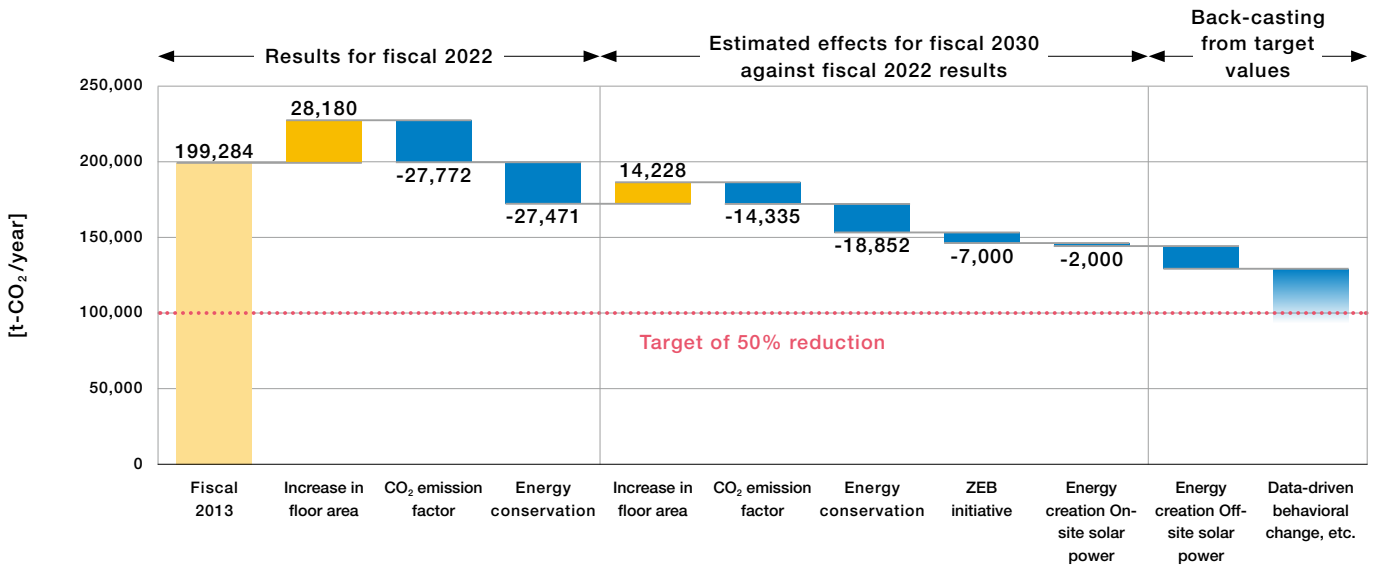 Results for fiscal 2022
Estimated effects for fiscal 2030
against fiscal 2022 results
Back-casting
from target
values
[t-CO₂/year]
250,000
200,000
150,000
100,000
50,000
0
199,284
28,180
-27,772
-27,471
14,228
-14,335
-18,852
-7,000
-2,000
Target of 50% reduction
Fiscal
2013
Increase in
floor area
CO₂ emission
factor
Energy
conservation
Increase in
floor area
CO₂ emission
factor
Energy
conservation
ZEB
initiative
Energy
creation On-
site solar
power
Energy
creation Off-
site solar
power
Data-driven
behavioral
change, etc.